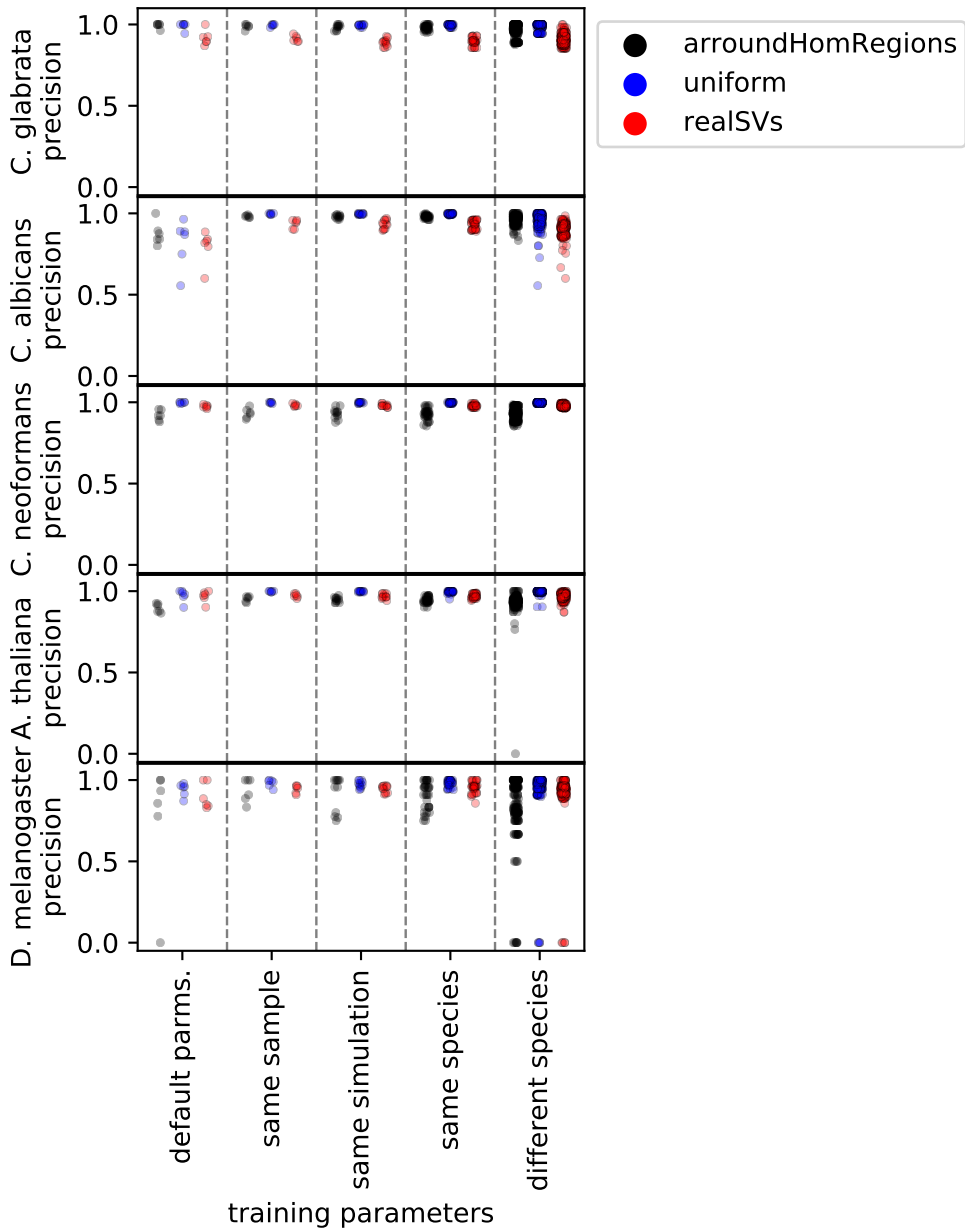 arroundHomRegions
uniform
realSVs
C. glabrata
precision
1.0
0.5
0.0
C. albicans
precision
1.0
0.5
0.0
C. neoformans
precision
1.0
0.5
0.0
A. thaliana
precision
1.0
0.5
0.0
D. melanogaster
precision
1.0
0.5
0.0
default parms.
same sample
same simulation
same species
different species
training parameters